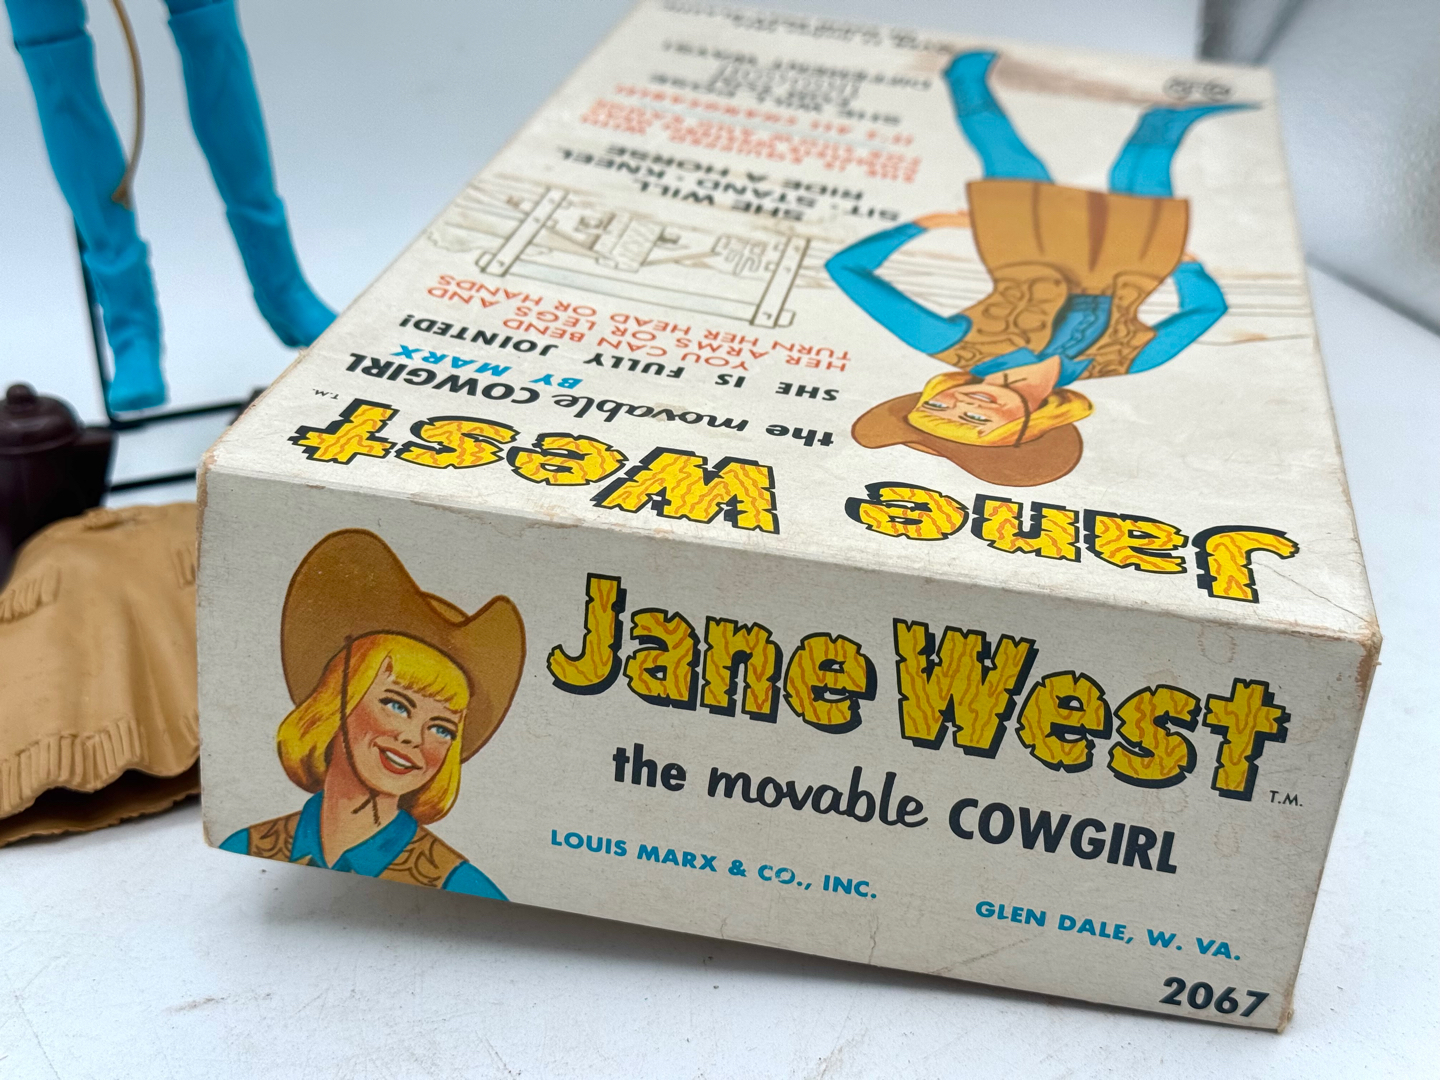 Jane West
T.M.
the movable COWGIRL
LOUIS MARX & CO., INC.
GLEN DALE, W. VA.
2067
Jane West
T.M.
the movable COWGIRL
BY MARX
SHE IS FULLY JOINTED!
YOU CAN BEND
HER ARMS OR LEGS AND
TURN HER HEAD OR HANDS
SHE WILL
SIT · STAND · KNEEL
RIDE A HORSE
DIFFERENT WAYS!